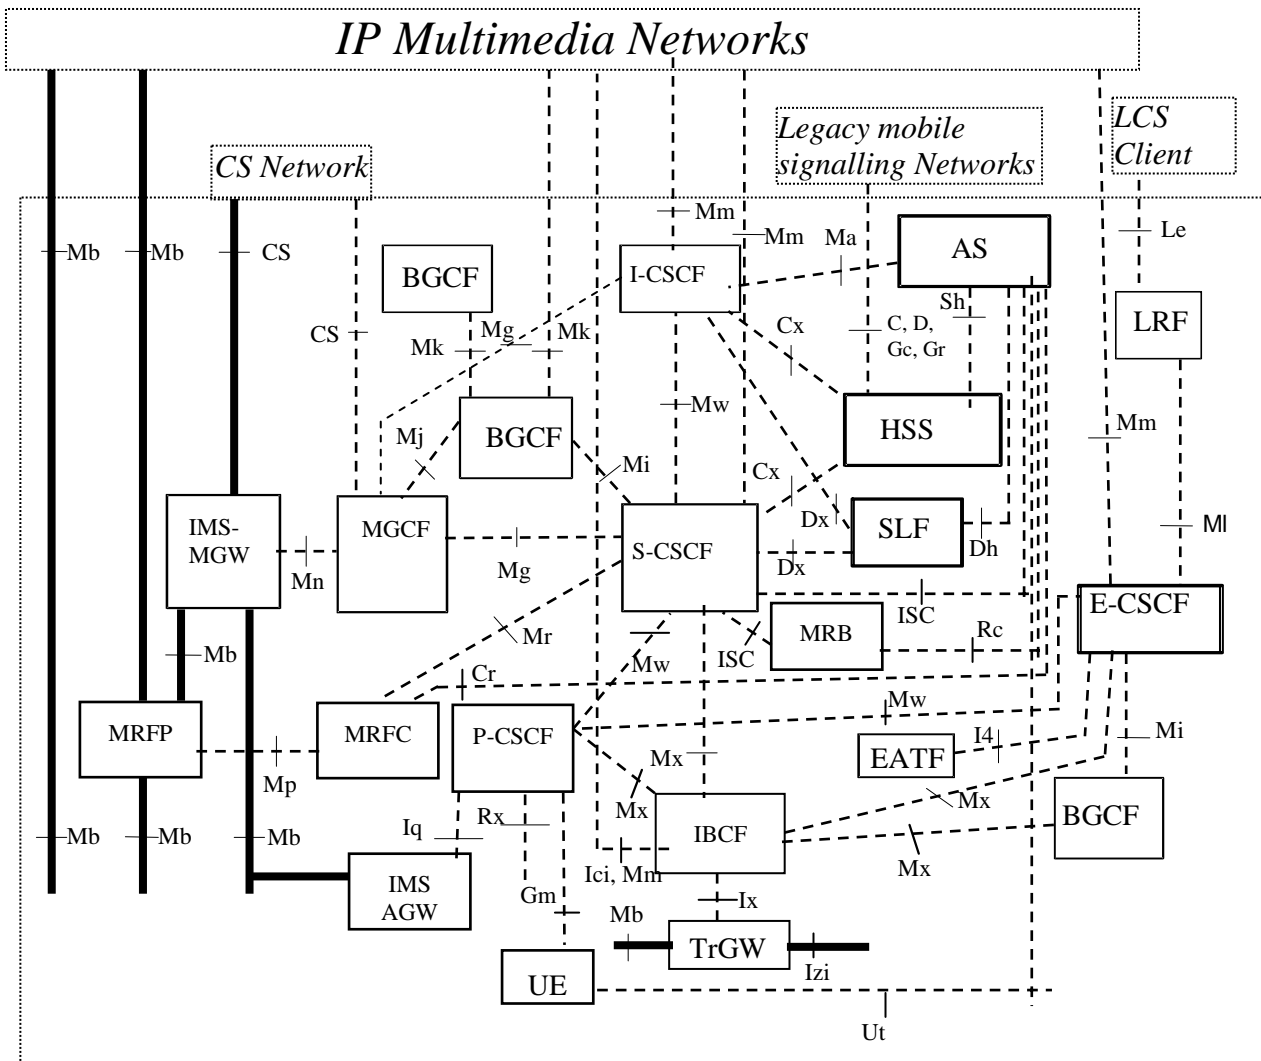 IP Multimedia Networks
Legacy mobile
signalling Networks
LCS
Client
CS Network
Mm
Mb
Mb
CS
BGCF
I-CSCF
Mm
Ma
AS
Le
Sh
LRF
CS
Mk
Mg
Mk
Cx
C, D,
Gc, Gr
Mw
Mj
BGCF
Mi
HSS
Mm
Cx
IMS-
MGW
MGCF
Dx
SLF
Dh
MI
S-CSCF
Mn
Mg
Dx
ISC
E-CSCF
Mr
MRB
Rc
Mb
Mw
ISC
Cr
Mw
MRFP
MRFC
P-CSCF
I4
Mi
EATF
Mp
Mx
Mx
Mx
BGCF
Mb
Mb
Mb
Iq
Rx
IBCF
Mx
IMS
AGW
Ici, Mm
Gm
Ix
Mb
TrGW
Izi
UE
Ut